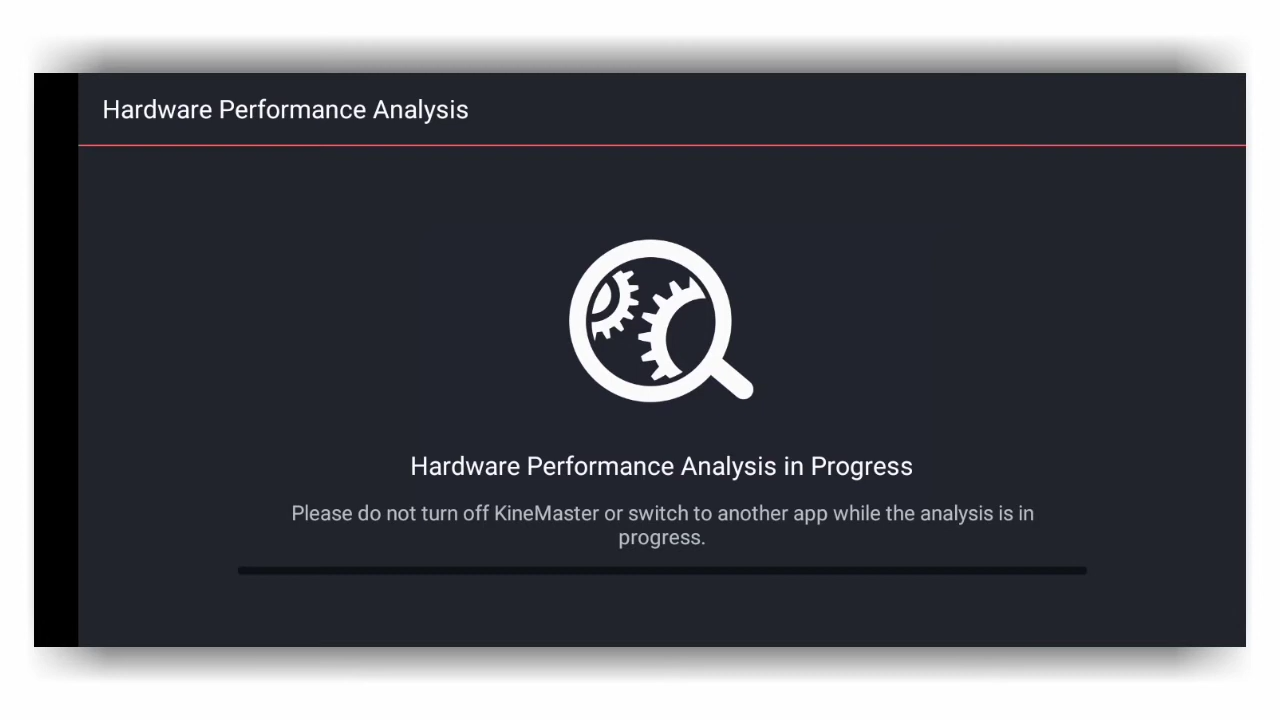 Hardware Performance Analysis
Hardware Performance Analysis in Progress
Please do not turn off KineMaster or switch to another app while the analysis is in
progress.